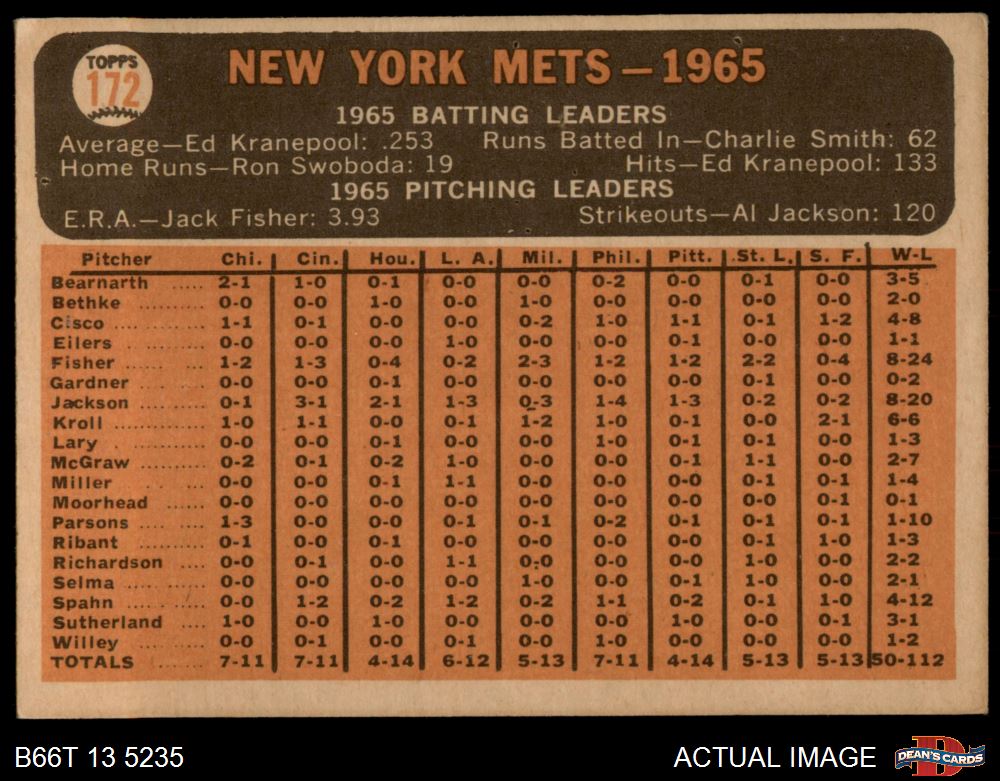 TOPPS
172
NEW YORK METS — 1965
1965 BATTING LEADERS
Average—Ed Kranepool: .253 Runs Batted In—Charlie Smith: 62
Home Runs—Ron Swoboda: 19 Hits—Ed Kranepool: 133
1965 PITCHING LEADERS
E.R.A.—Jack Fisher: 3.93 Strikeouts—Al Jackson: 120
Pitcher Chi. Cin. Hou. L. A. Mil. Phil. Pitt. St. L. S. F. W-L
Bearnarth ..... 2-1 1-0 0-1 0-0 0-0 0-2 0-0 0-1 0-0 3-5
Bethke ......... 0-0 0-0 1-0 0-0 1-0 0-0 0-0 0-0 0-0 2-0
Cisco ............ 1-1 0-1 0-0 0-0 0-2 1-0 1-1 0-1 1-2 4-8
Eilers .......... 0-0 0-0 0-0 1-0 0-0 0-0 0-1 0-0 0-0 1-1
Fisher ...... ... 1-2 1-3 0-4 0-2 2-3 1-2 1-2 2-2 0-4 8-24
Gardner .... ..... 0-0 0-0 0-1 0-0 0-0 0-0 0-0 0-1 0-0 0-2
Jackson .......... 0-1 3-1 2-1 1-3 0-3 1-4 1-3 0-2 0-2 8-20
Kroll ............ 1-0 1-1 0-0 0-1 1-2 1-0 0-1 0-0 2-1 6-6
Lary . .......... 0-0 0-0 0-1 0-0 0-0 1-0 0-1 0-1 0-0 1-3
McGraw .......... 0-2 0-1 0-2 1-0 0-0 0-0 0-1 1-1 0-0 2-7
Miller ........... 0-0 0-0 0-1 1-1 0-0 0-0 0-0 0-1 0-1 1-4
Moorhead ..... 0-0 0-0 0-0 0-0 0-0 0-0 0-0 0-0 0-1 0-1
Parsons .... .... 1-3 0-0 0-0 0-1 0-1 0-2 0-1 0-1 0-1 1-10
Ribant .......... 0-1 0-0 0-1 0-0 0-0 0-0 0-0 0-1 1-0 1-3
Richardson .... 0-0 0-1 0-0 1-1 0-0 0-0 0-0 1-0 0-0 2-2
Selma ............ 0-0 0-0 0-0 0-0 1-0 0-0 0-1 1-0 0-0 2-1
Spahn ..... ..... 0-0 1-2 0-2 1-2 0-2 1-1 0-2 0-1 1-0 4-12
Sutherland .... 1-0 0-0 1-0 0-0 0-0 0-0 1-0 0-0 0-1 3-1
Willey .......... 0-0 0-1 0-0 0-1 0-0 1-0 0-0 0-0 0-0 1-2
TOTALS ....... 7-11 7-11 4-14 6-12 5-13 7-11 4-14 5-13 5-13 50-112
B66T 13 5235 ACTUAL IMAGE
D
DEAN'S CARDS